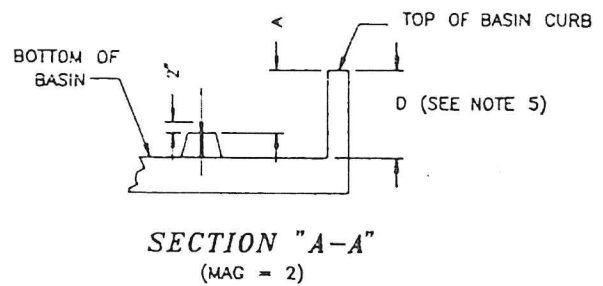 A
TOP OF BASIN CURB
BOTTOM OF
BASIN
2"
D (SEE NOTE 5)
SECTION "A-A"
(MAG = 2)